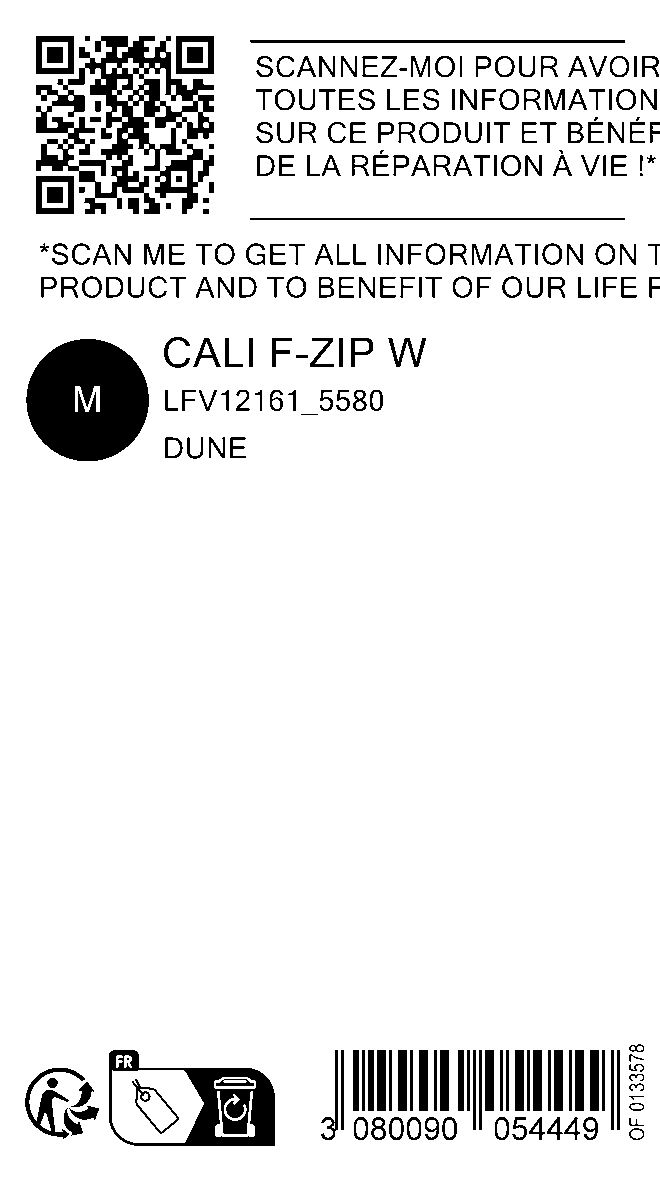 SCANNEZ-MOI POUR AVOIR
TOUTES LES INFORMATION
SUR CE PRODUIT ET BÉNÉF
DE LA RÉPARATION À VIE !*
*SCAN ME TO GET ALL INFORMATION ON T
PRODUCT AND TO BENEFIT OF OUR LIFE R
M
CALI F-ZIP W
LFV12161_5580
DUNE
FR
3 080090 054449
OF 0133578